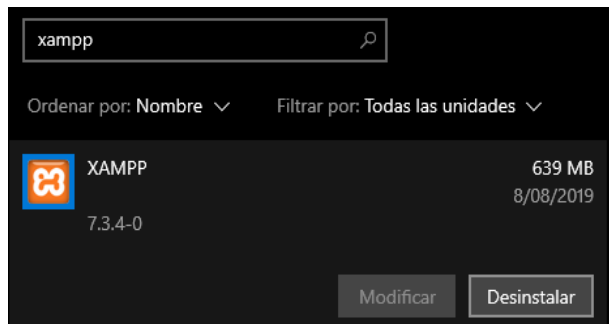 xampp
Ordenar por: Nombre Filtrar por: Todas las unidades
XAMPP 639 MB
8/08/2019
7.3.4-0
Modificar Desinstalar